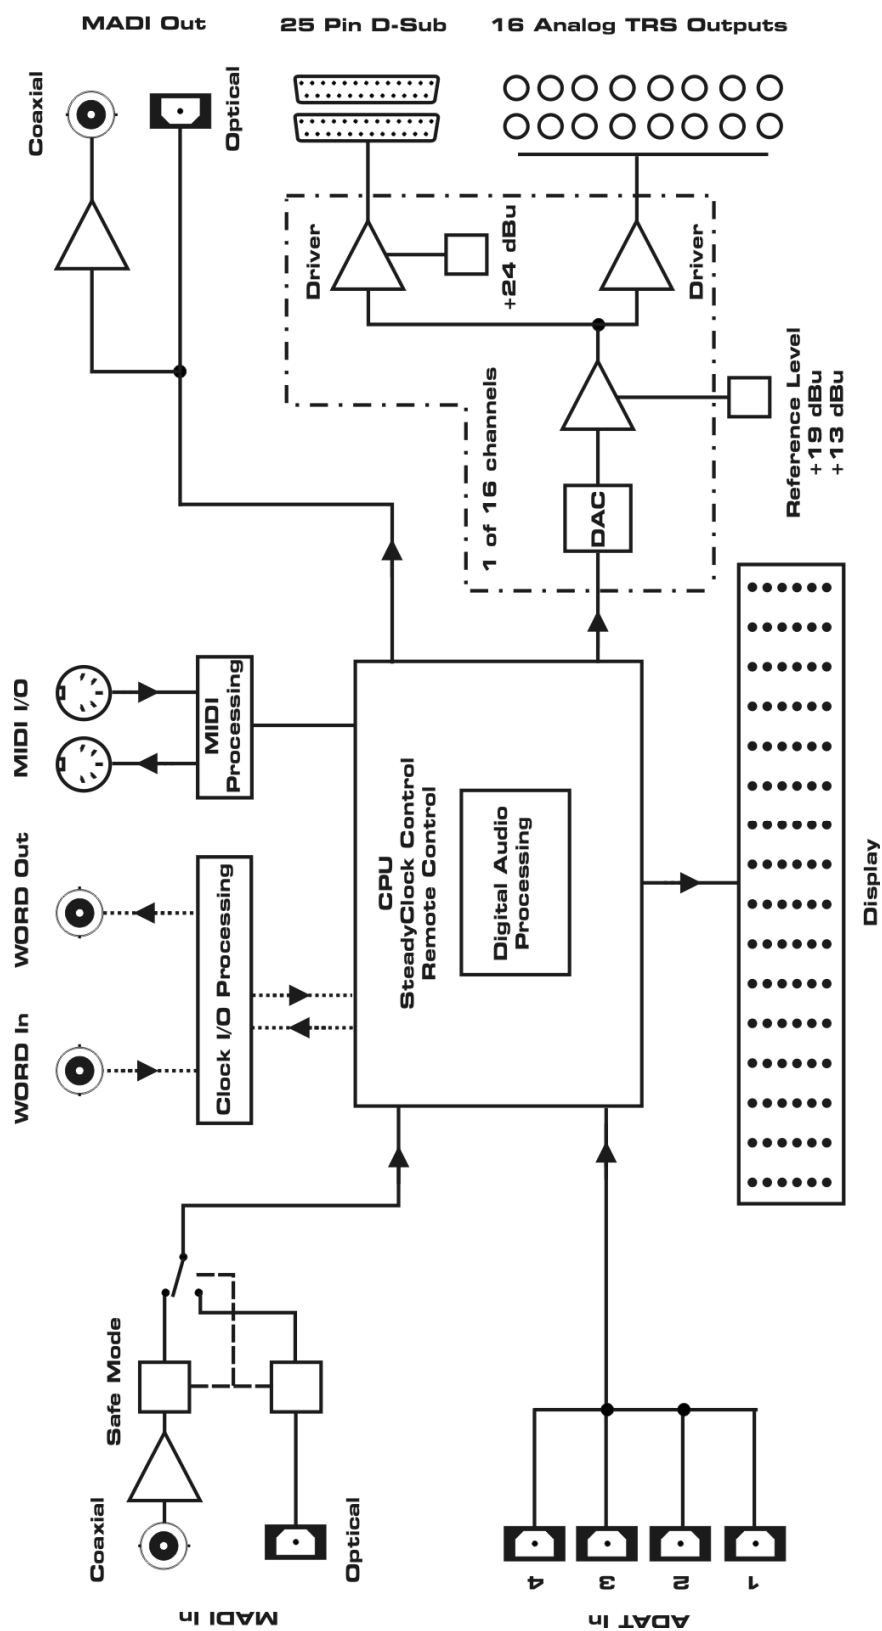 MADI Out
25 Pin D-Sub
16 Analog TRS Outputs
Coaxial
Optical
Driver
+24 dBu
Driver
1 of 16 channels
DAC
Reference Level
+19 dBu
+13 dBu
MIDI I/O
MIDI
Processing
WORD Out
WORD In
Clock I/O Processing
CPU
SteadyClock Control
Remote Control
Digital Audio
Processing
Display
Safe Mode
Coaxial
Optical
4
3
2
1
MADI In
ADAT In